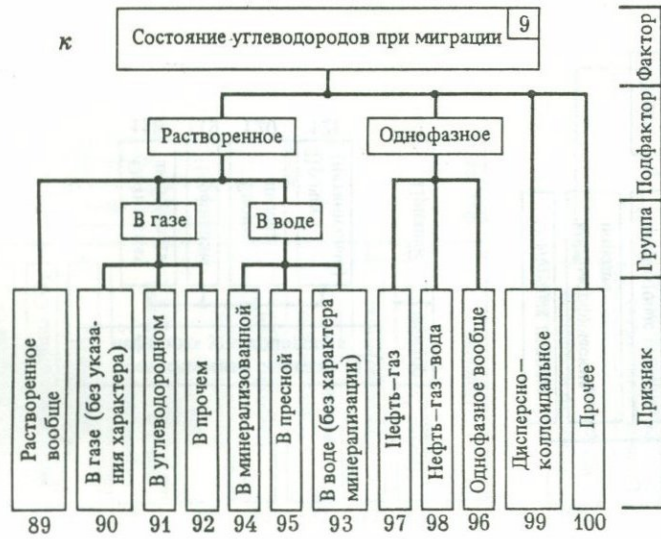 к
Состояние углеводородов при миграции
9
Фактор
Растворенное
Однофазное
Подфактор
В газе
В воде
Группа
Растворенное
вообще
В газе (без указа-
ния характера)
В углеводородном
В прочем
В минерализованной
В пресной
В воде (без характера
минерализации)
Нефть–газ
Нефть–газ–вода
Однофазное вообще
Дисперсно–
коллоидальное
Прочее
Признак
89 90 91 92 94 95 93 97 98 96 99 100